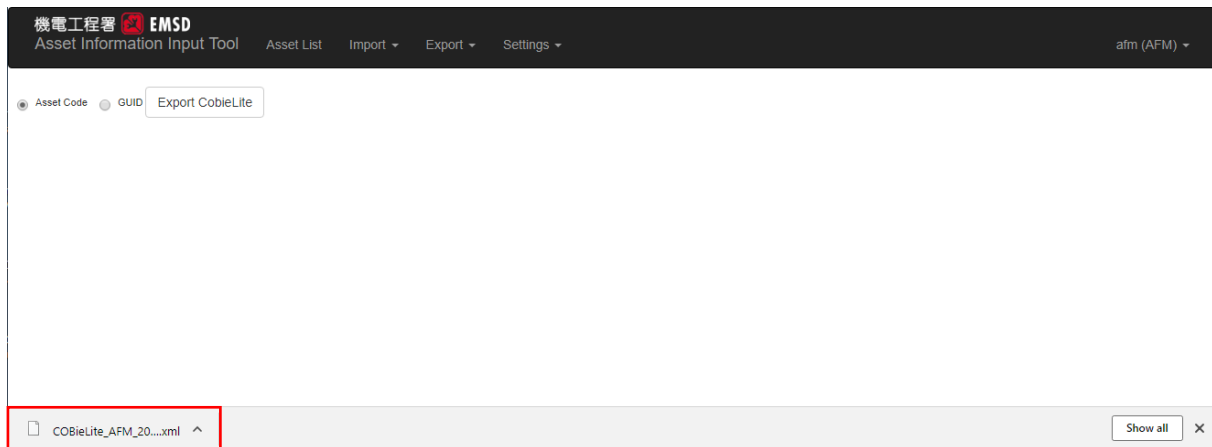 機電工程署 EMSD
Asset Information Input Tool Asset List Import Export Settings afm (AFM)
Asset Code GUID Export CobieLite
COBieLite_AFM_20....xml Show all